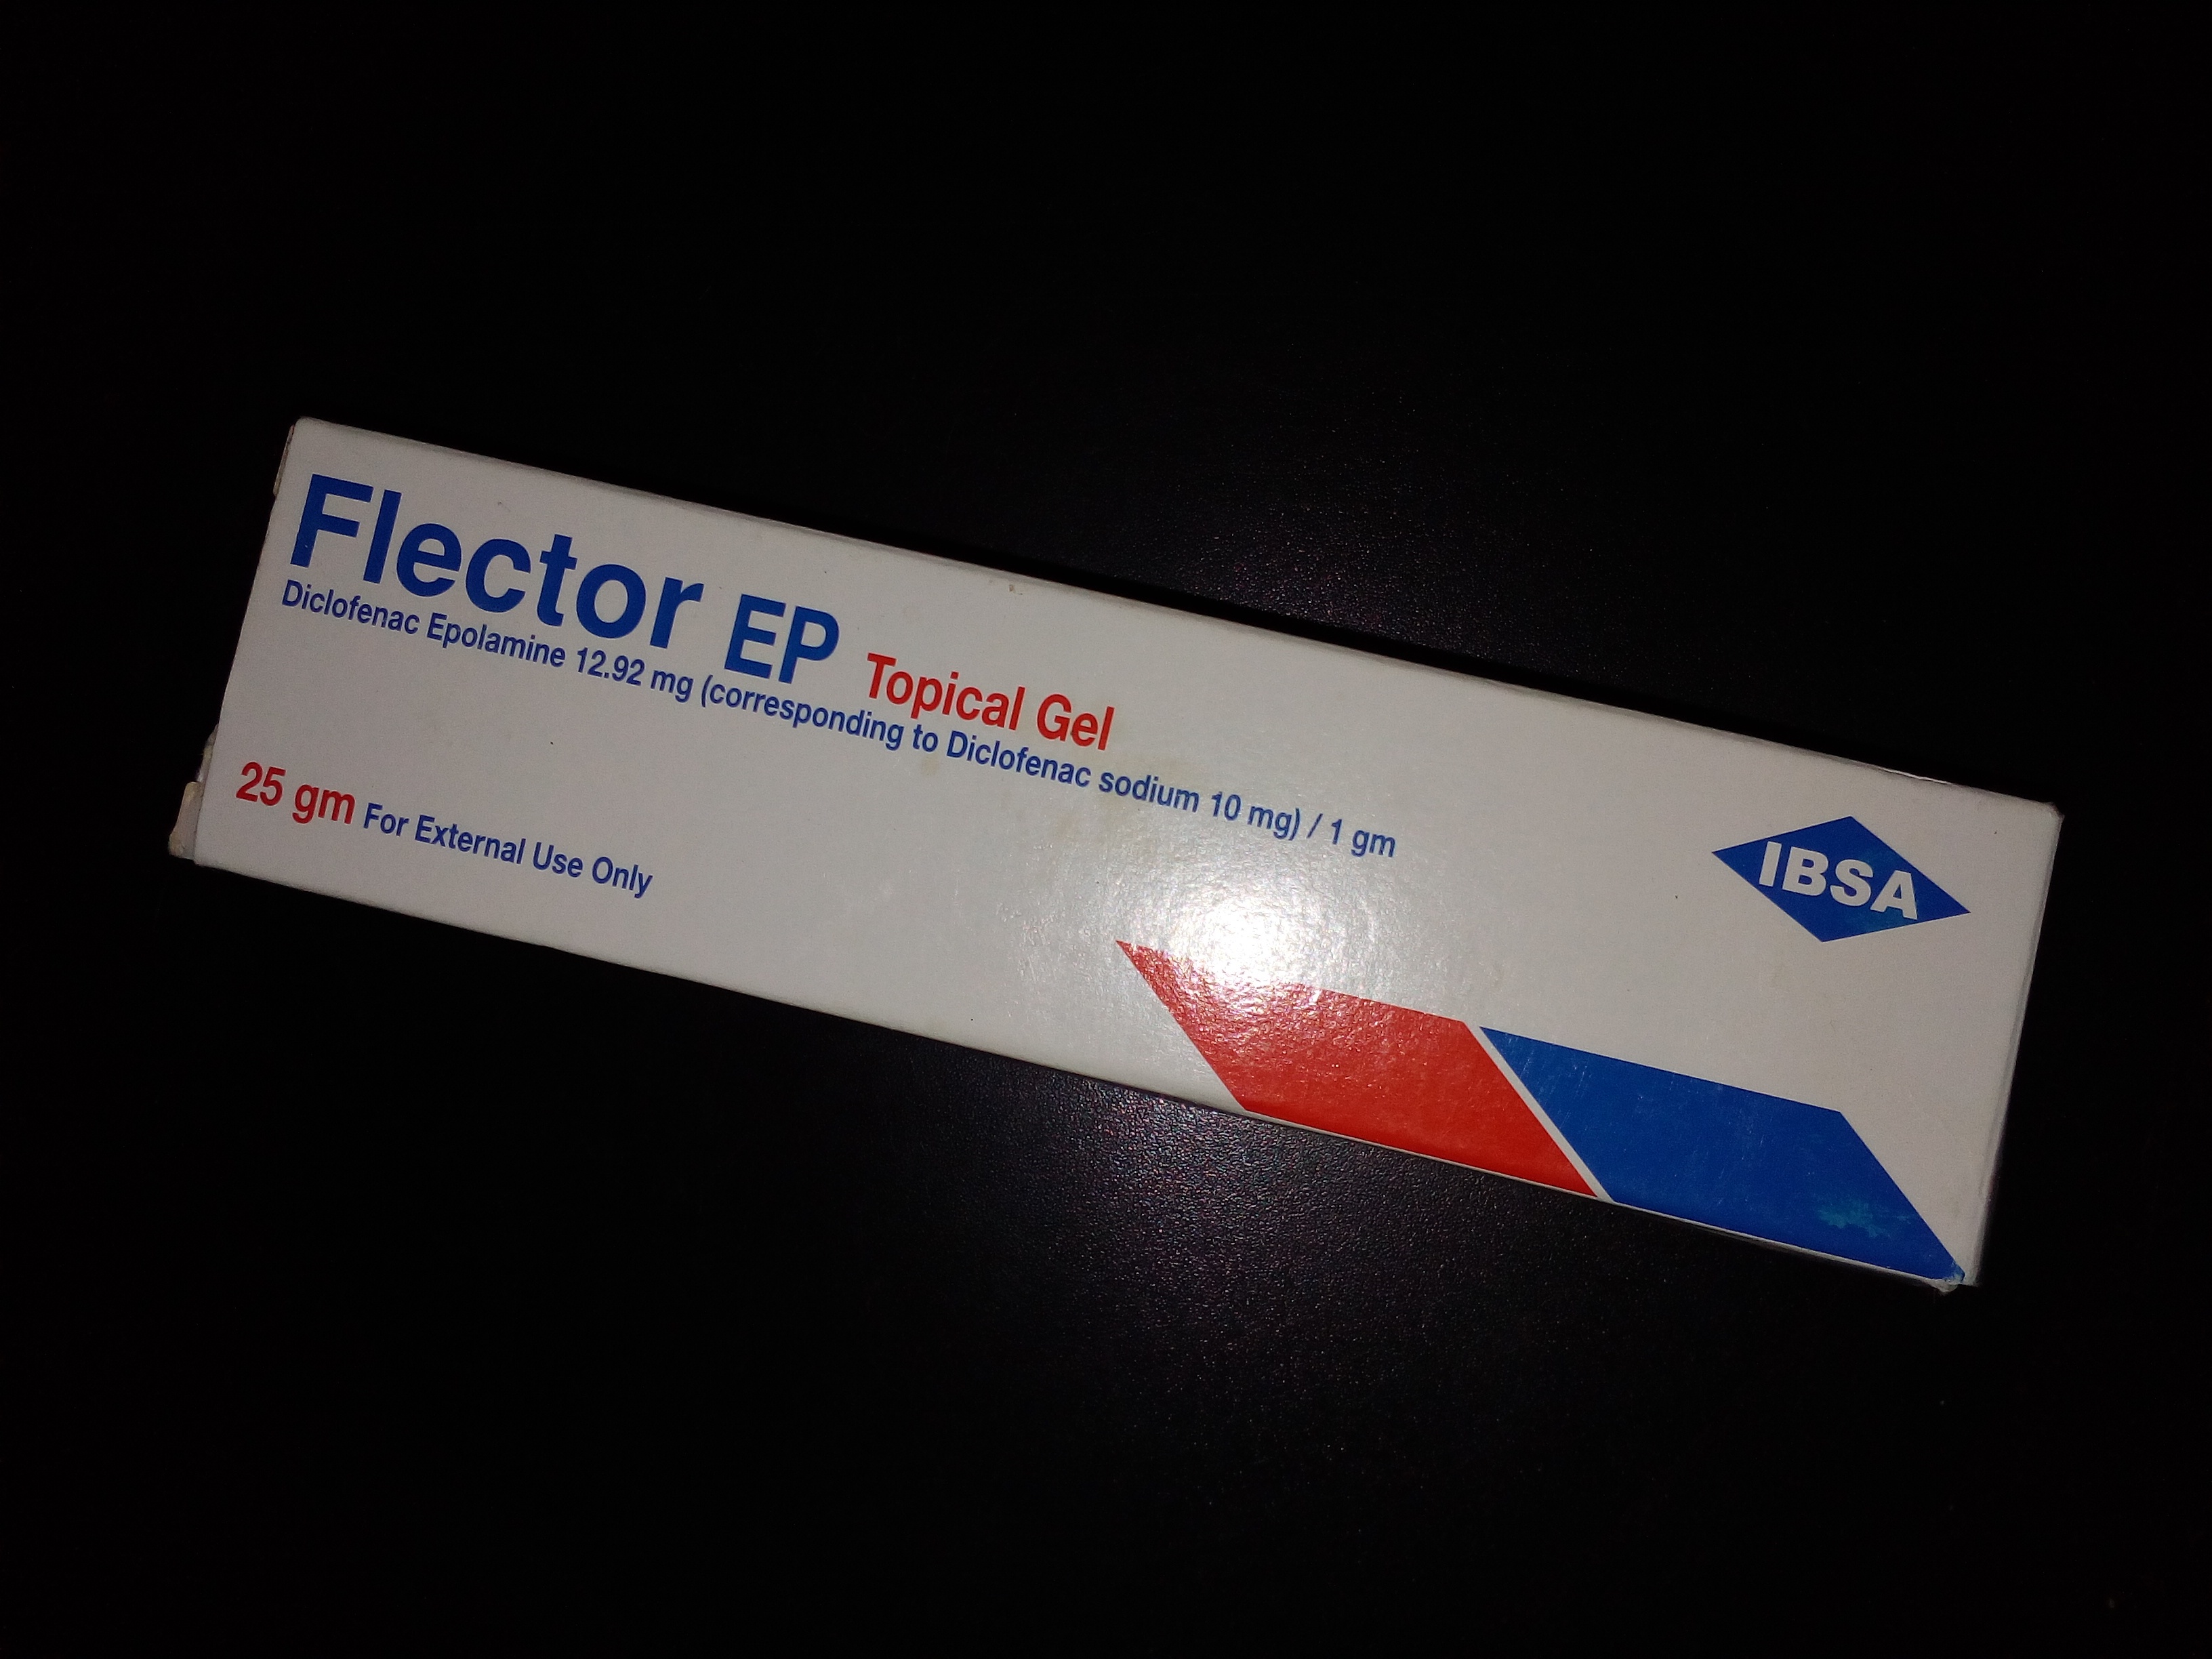 Flector EP Topical Gel
Diclofenac Epolamine 12.92 mg (corresponding to Diclofenac sodium 10 mg) / 1 gm
25 gm For External Use Only
IBSA